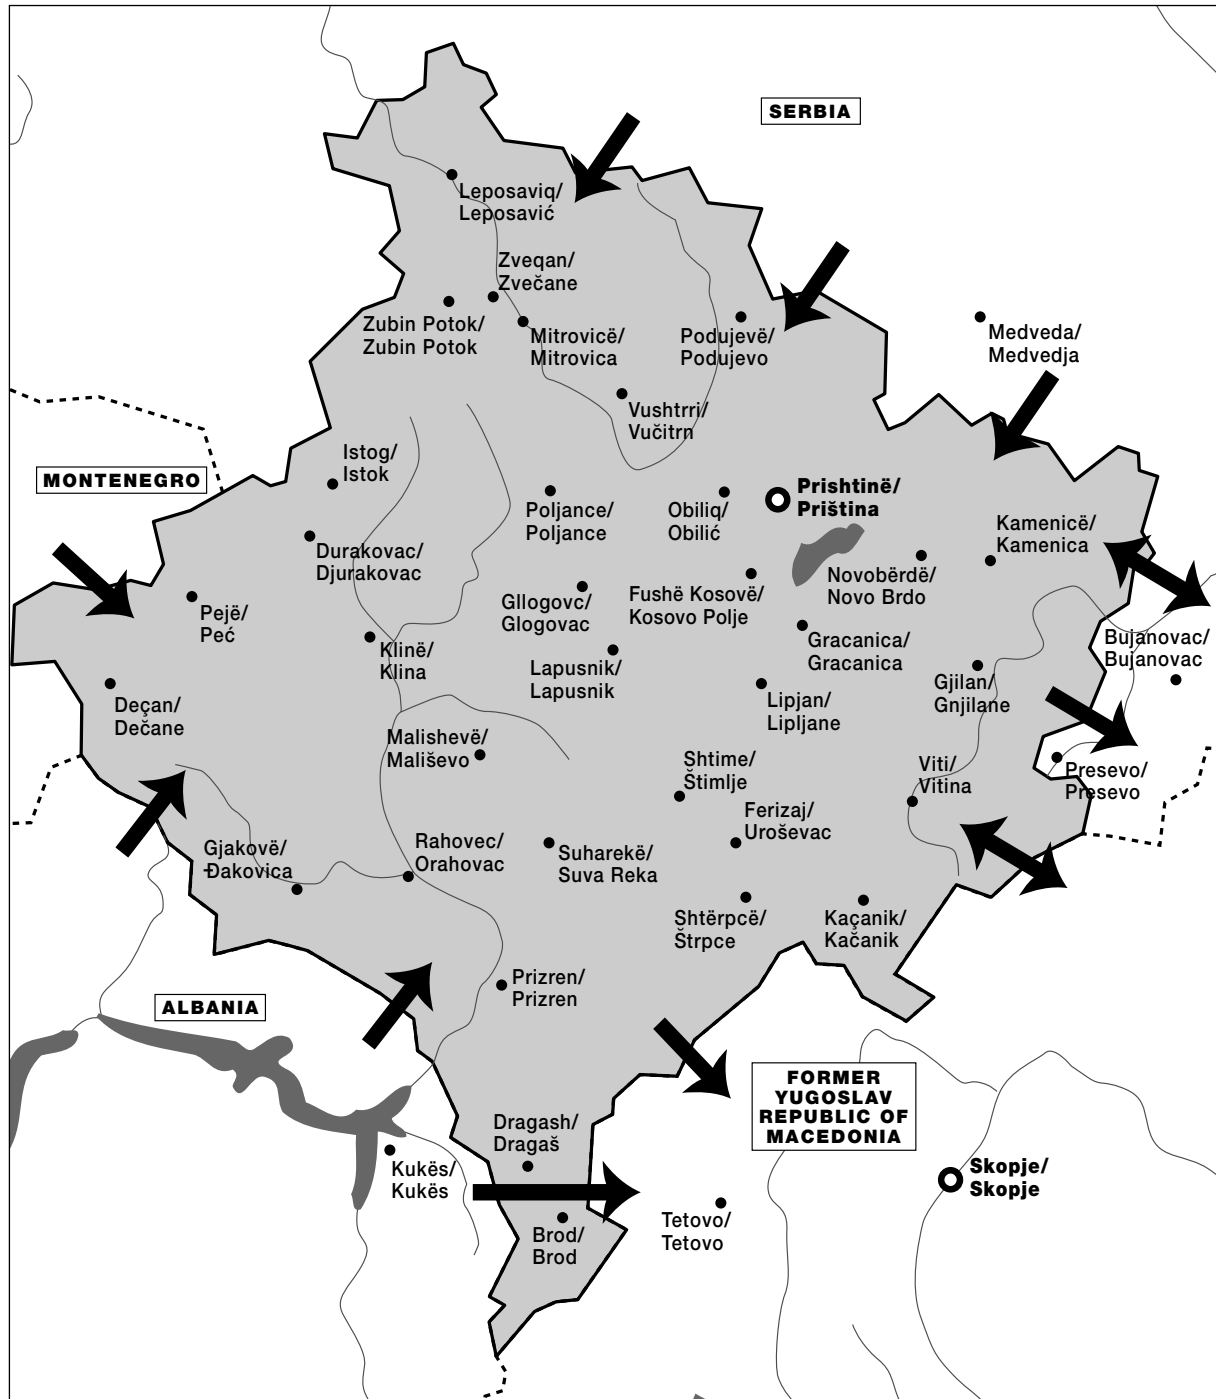 SERBIA
Leposaviq/
Leposavić
Zveqan/
Zvečane
Zubin Potok/
Zubin Potok
Mitrovicë/
Mitrovica
Podujevë/
Podujevo
Medveda/
Medvedja
Vushtrri/
Vučitrn
Istog/
Istok
MONTENEGRO
Poljance/
Poljance
Obiliq/
Obilić
Prishtinë/
Priština
Kamenicë/
Kamenica
Durakovac/
Djurakovac
Novobërdë/
Novo Brdo
Pejë/
Peć
Gllogovc/
Glogovac
Fushë Kosovë/
Kosovo Polje
Klinë/
Klina
Lapusnik/
Lapusnik
Gracanica/
Gracanica
Bujanovac/
Bujanovac
Deçan/
Dečane
Lipjan/
Lipljane
Gjilan/
Gnjilane
Malishevë/
Mališevo
Shtime/
Štimlje
Viti/
Vitina
Presevo/
Presevo
Ferizaj/
Uroševac
Gjakovë/
Đakovica
Rahovec/
Orahovac
Suharekë/
Suva Reka
Shtërpcë/
Štrpce
Kaçanik/
Kačanik
Prizren/
Prizren
ALBANIA
FORMER
YUGOSLAV
REPUBLIC OF
MACEDONIA
Dragash/
Dragaš
Kukës/
Kukës
Skopje/
Skopje
Brod/
Brod
Tetovo/
Tetovo